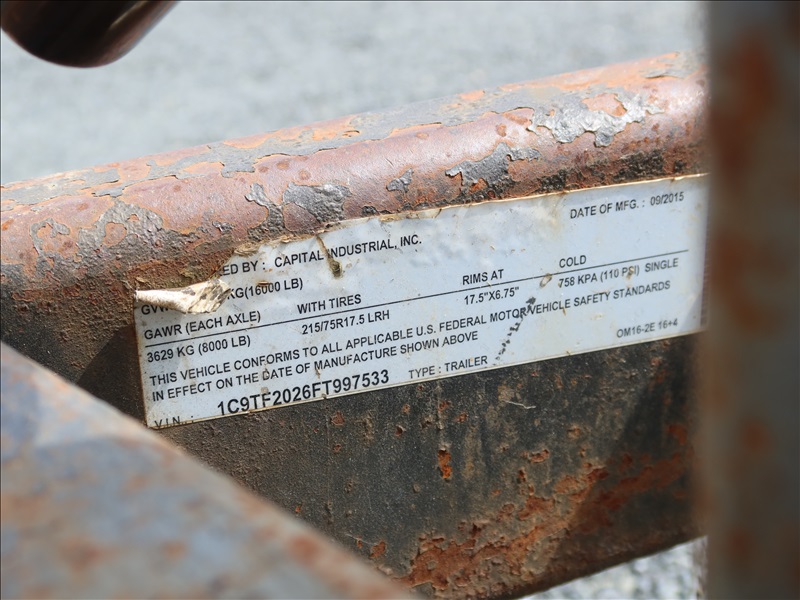 ED BY : CAPITAL INDUSTRIAL, INC. DATE OF MFG. : 09/2015
GVW KG(16000 LB)
GAWR (EACH AXLE) WITH TIRES RIMS AT COLD
3629 KG (8000 LB) 215/75R17.5 LRH 17.5"X6.75" 758 KPA (110 PSI) SINGLE
THIS VEHICLE CONFORMS TO ALL APPLICABLE U.S. FEDERAL MOTOR VEHICLE SAFETY STANDARDS
IN EFFECT ON THE DATE OF MANUFACTURE SHOWN ABOVE
V.I.N. 1C9TF2026FT997533 TYPE : TRAILER OM16-2E 16+4